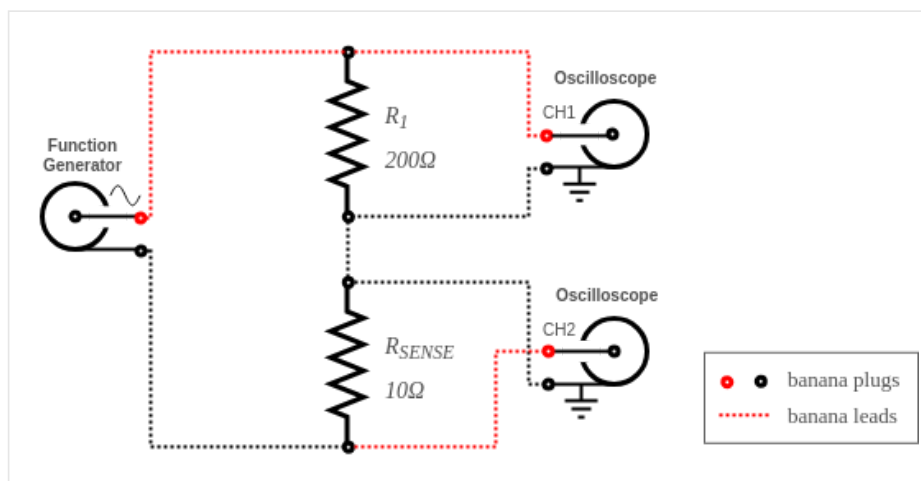 Oscilloscope
CH1
R1
200Ω
Function
Generator
Oscilloscope
CH2
RSENSE
10Ω
banana plugs
banana leads